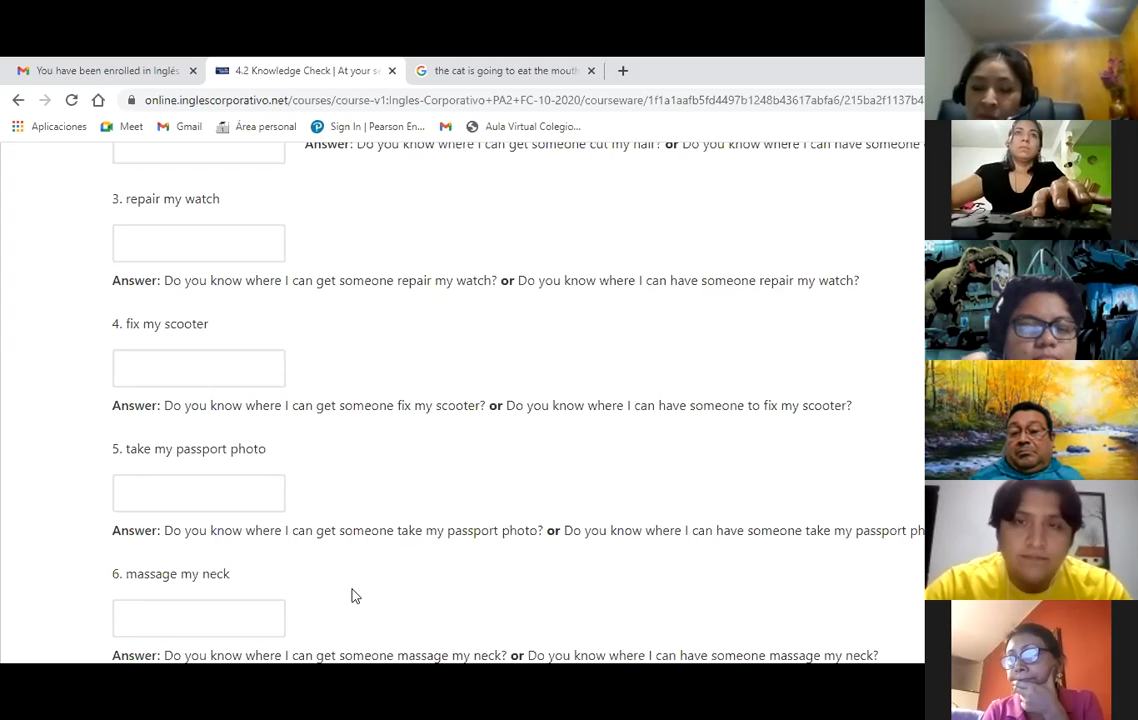 You have been enrolled in Inglés
4.2 Knowledge Check | At your se
the cat is going to eat the mouth
online.inglescorporativo.net/courses/course-v1:Ingles-Corporativo+PA2+FC-10-2020/courseware/1f1a1aafb5fd4497b1248b43617abfa6/215ba2f1137b4
Aplicaciones
Meet
Gmail
Área personal
Sign In | Pearson En...
Aula Virtual Colegio...
Answer: Do you know where I can get someone cut my hair? or Do you know where I can have someone
3. repair my watch
Answer: Do you know where I can get someone repair my watch? or Do you know where I can have someone repair my watch?
4. fix my scooter
Answer: Do you know where I can get someone fix my scooter? or Do you know where I can have someone to fix my scooter?
5. take my passport photo
Answer: Do you know where I can get someone take my passport photo? or Do you know where I can have someone take my passport ph
6. massage my neck
Answer: Do you know where I can get someone massage my neck? or Do you know where I can have someone massage my neck?